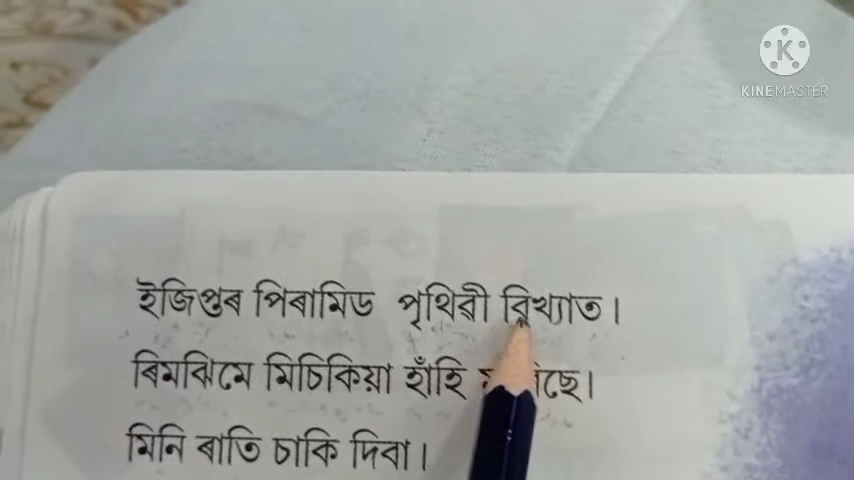 KINEMASTER
ইজিপ্তৰ পিৰামিড পৃথিৱী বিখ্যাত।
ৰিমঝিমে মিচিকিয়া হাঁহি
মিনি ৰাতি চাকি দিবা।